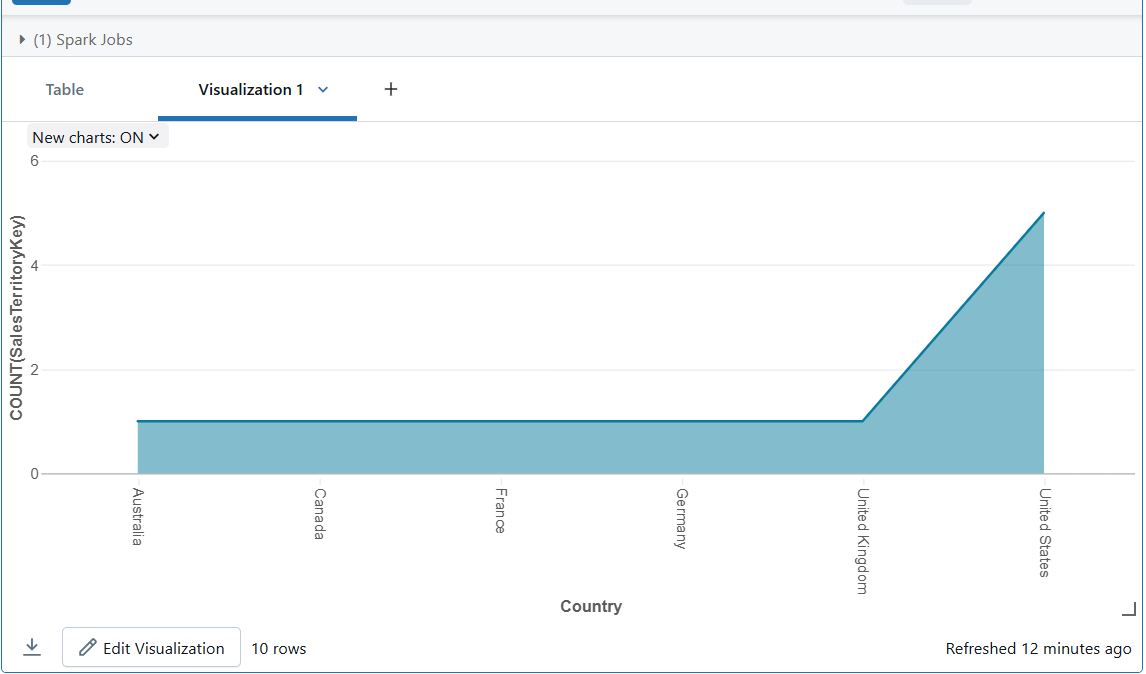 (1) Spark Jobs
Table
Visualization 1
+
New charts: ON
6
4
2
0
COUNT(SalesTerritoryKey)
Australia
Canada
France
Germany
United Kingdom
United States
Country
Edit Visualization
10 rows
Refreshed 12 minutes ago